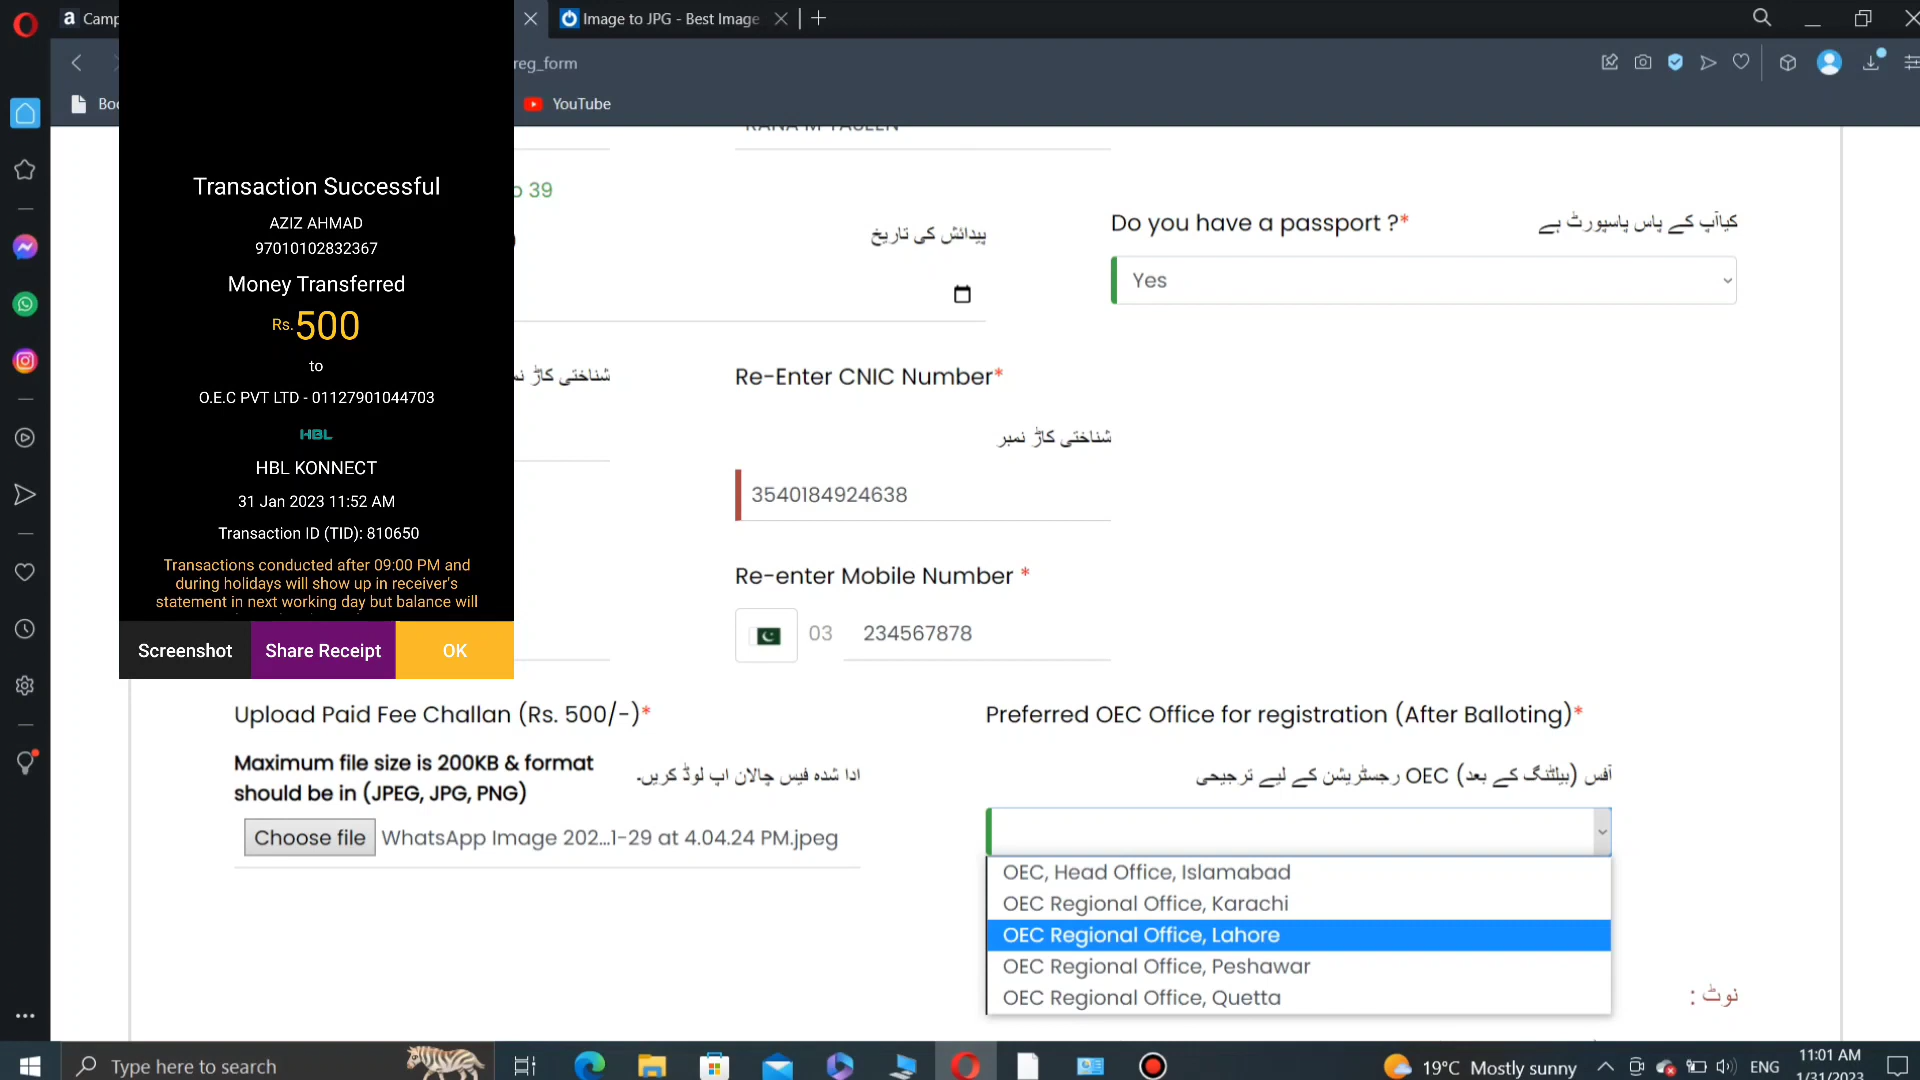 Camp
Image to JPG - Best Image
reg_form
Boo
YouTube
RANA M YASEEN
Transaction Successful
AZIZ AHMAD
97010102832367
Money Transferred
Rs.500
to
O.E.C PVT LTD - 01127901044703
HBL
HBL KONNECT
31 Jan 2023 11:52 AM
Transaction ID (TID): 810650
Transactions conducted after 09:00 PM and
during holidays will show up in receiver's
statement in next working day but balance will
Screenshot
Share Receipt
OK
o 39
پیدائش کی تاریخ
Do you have a passport ?*
کیاآپ کے پاس پاسپورٹ ہے
Yes
شناختی کاڑ نم
Re-Enter CNIC Number*
شناختی کاڑ نمبر
3540184924638
Re-enter Mobile Number *
03 234567878
Upload Paid Fee Challan (Rs. 500/-)*
Maximum file size is 200KB & format
should be in (JPEG, JPG, PNG)
ادا شدہ فیس چالان اپ لوڈ کریں۔
Choose file WhatsApp Image 202...1-29 at 4.04.24 PM.jpeg
Preferred OEC Office for registration (After Balloting)*
آفس (بیلٹنگ کے بعد) OEC رجسٹریشن کے لیے ترجیحی
OEC, Head Office, Islamabad
OEC Regional Office, Karachi
OEC Regional Office, Lahore
OEC Regional Office, Peshawar
OEC Regional Office, Quetta
نوٹ :
Type here to search
19°C Mostly sunny
ENG
11:01 AM
1/31/2023